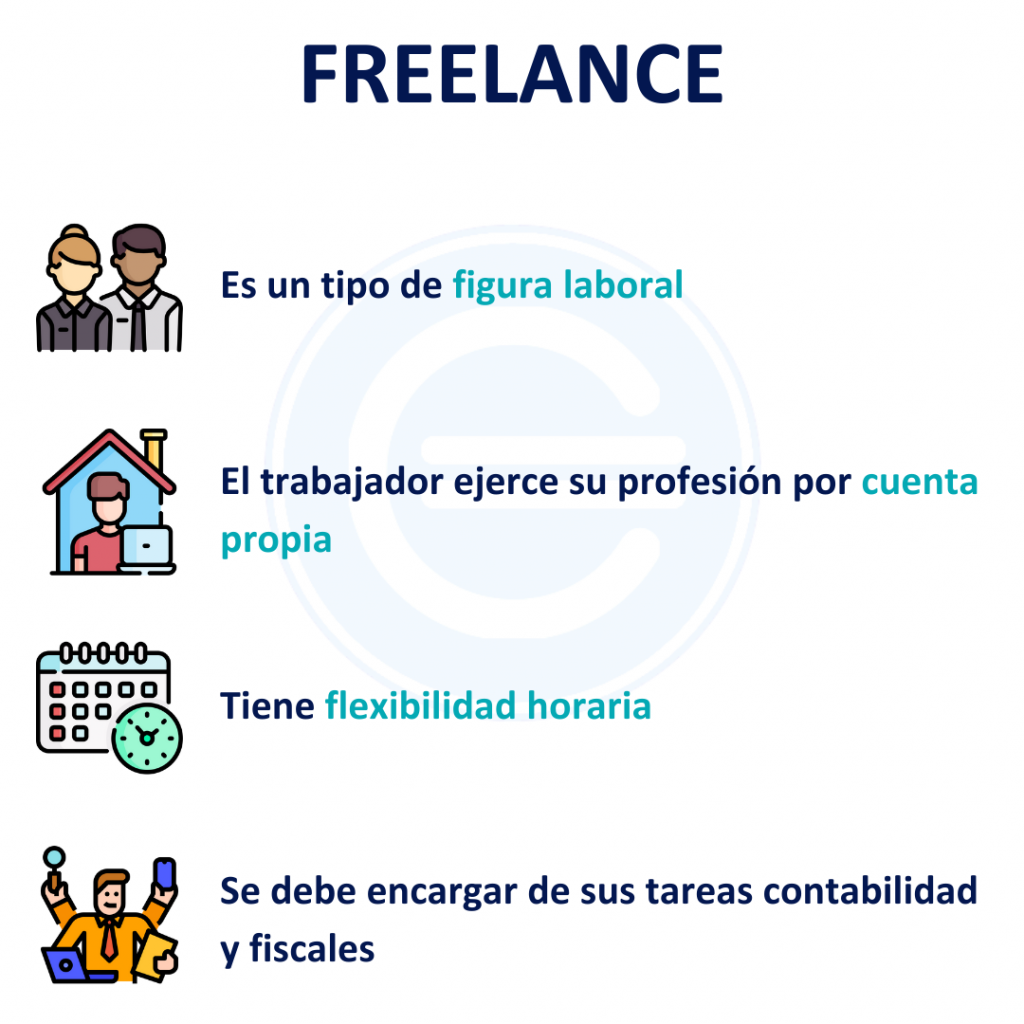 FREELANCE
Es un tipo de figura laboral
El trabajador ejerce su profesión por cuenta
propia
Tiene flexibilidad horaria
Se debe encargar de sus tareas contabilidad
y fiscales